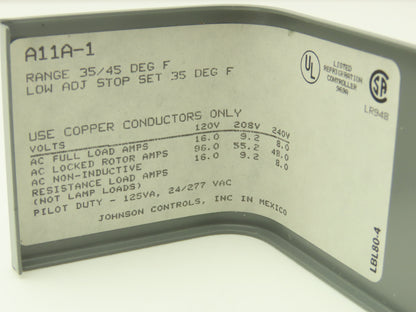 A11A-1
RANGE 35/45 DEG F
LOW ADJ STOP SET 35 DEG F
UL
LISTED
REFRIGERATION
CONTROLLER
SA
LR948
USE COPPER CONDUCTORS ONLY
VOLTS 120V 208V 240V
AC FULL LOAD AMPS 16.0 9.2 8.0
AC LOCKED ROTOR AMPS 96.0 55.2 48.0
AC NON-INDUCTIVE 16.0 9.2 8.0
RESISTANCE LOAD AMPS
(NOT LAMP LOADS)
PILOT DUTY - 125VA, 24/277 VAC
JOHNSON CONTROLS, INC IN MEXICO
LBL80-4